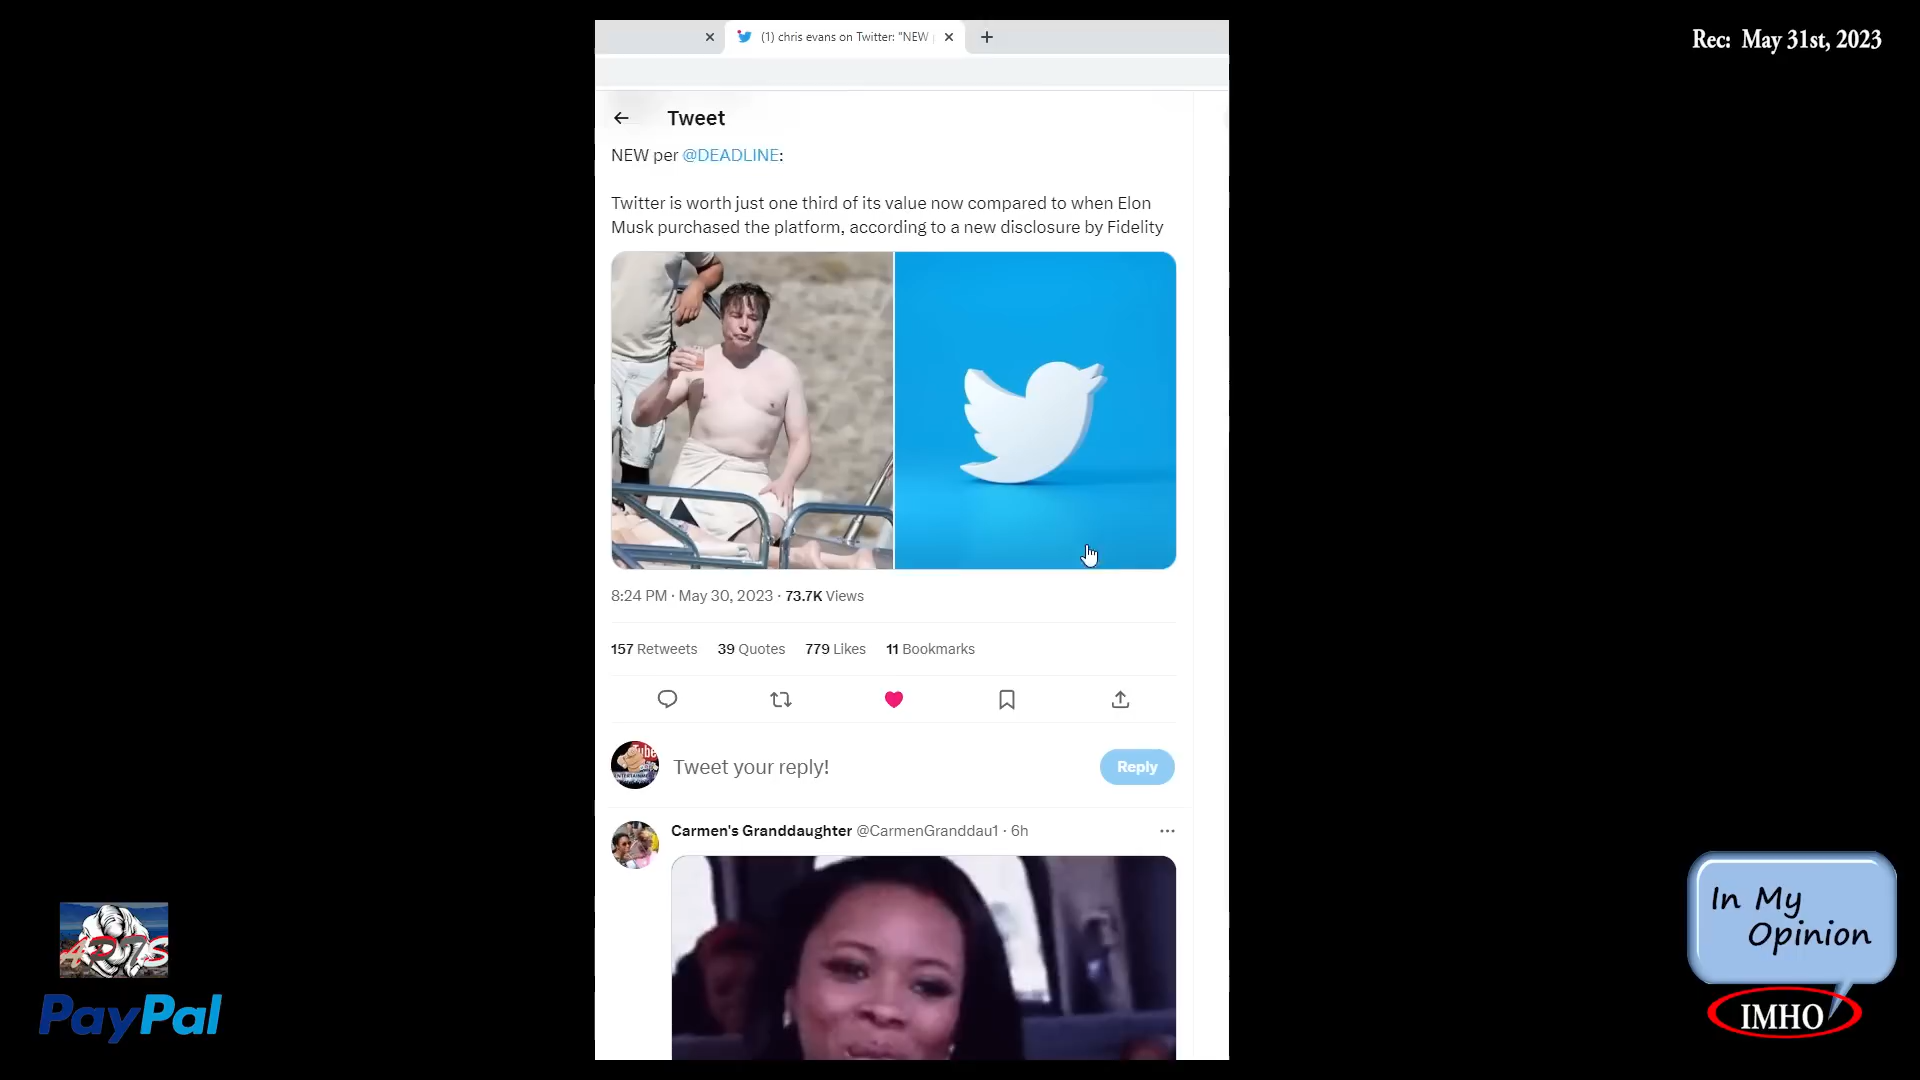 (1) chris evans on Twitter: "NEW
Rec: May 31st, 2023
Tweet
NEW per @DEADLINE:
Twitter is worth just one third of its value now compared to when Elon
Musk purchased the platform, according to a new disclosure by Fidelity
8:24 PM · May 30, 2023 · 73.7K Views
157 Retweets 39 Quotes 779 Likes 11 Bookmarks
Tweet your reply!
Reply
Carmen's Granddaughter @CarmenGranddau1 · 6h
PayPal
In My
Opinion
IMHO